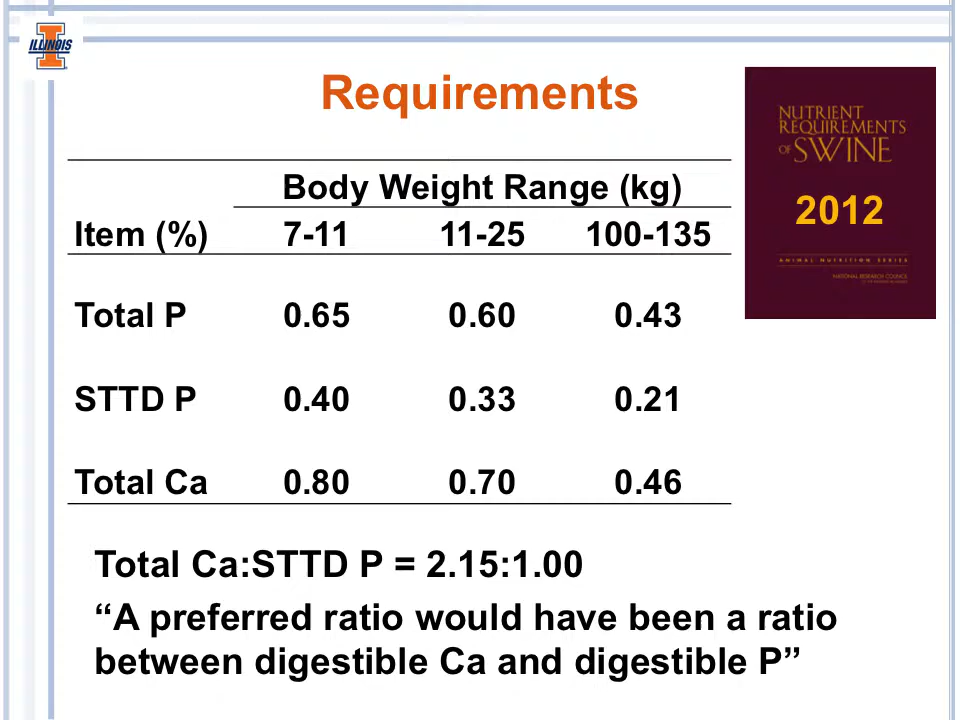 ILLINOIS
Requirements
NUTRIENT
REQUIREMENTS
OF SWINE
2012
ANIMAL NUTRITION SERIES
NATIONAL RESEARCH COUNCIL
Body Weight Range (kg)
Item (%) 7-11 11-25 100-135
Total P 0.65 0.60 0.43
STTD P 0.40 0.33 0.21
Total Ca 0.80 0.70 0.46
Total Ca:STTD P = 2.15:1.00
“A preferred ratio would have been a ratio
between digestible Ca and digestible P”